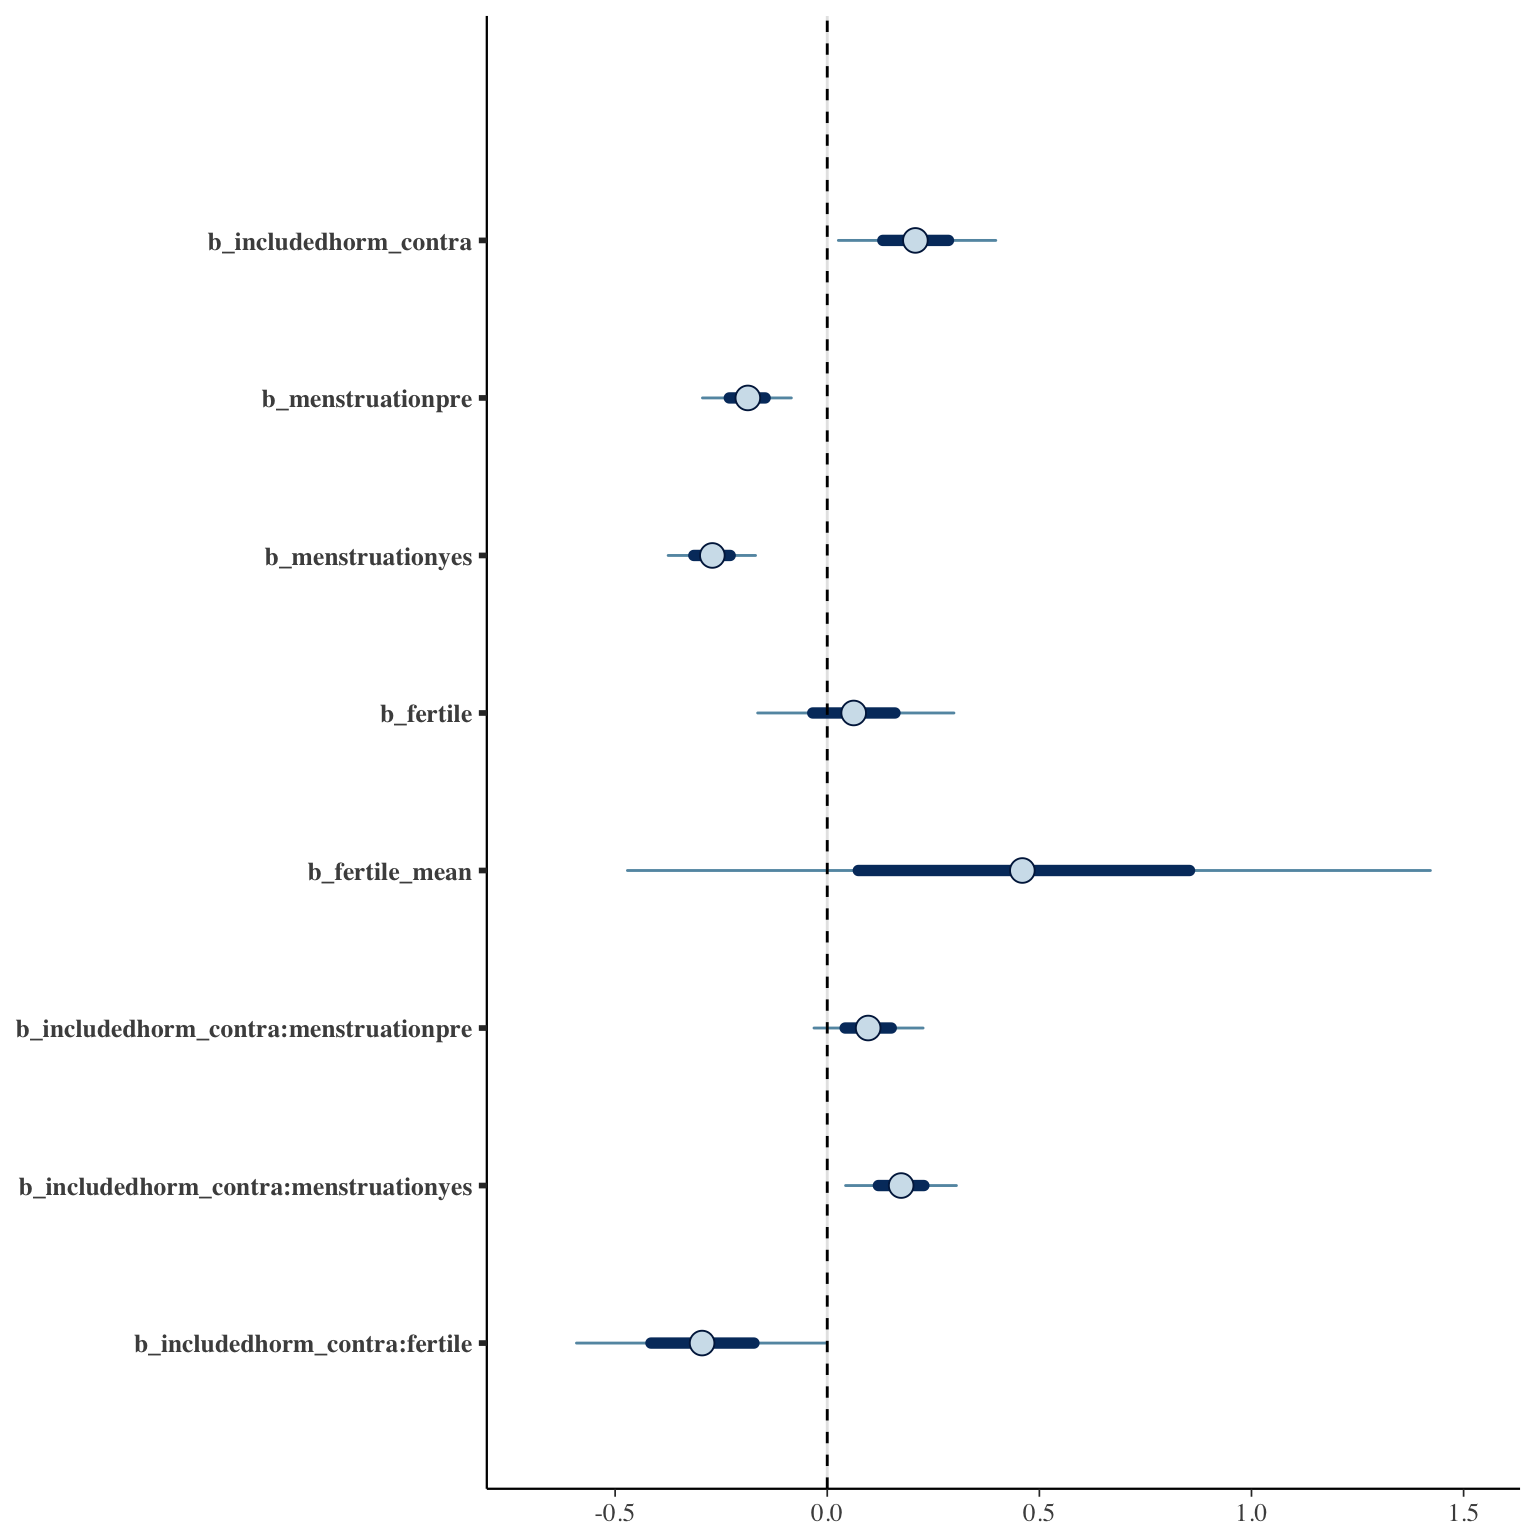 b_includedhorm_contra
b_menstruationpre
b_menstruationyes
b_fertile
b_fertile_mean
b_includedhorm_contra:menstruationpre
b_includedhorm_contra:menstruationyes
b_includedhorm_contra:fertile
-0.5 0.0 0.5 1.0 1.5